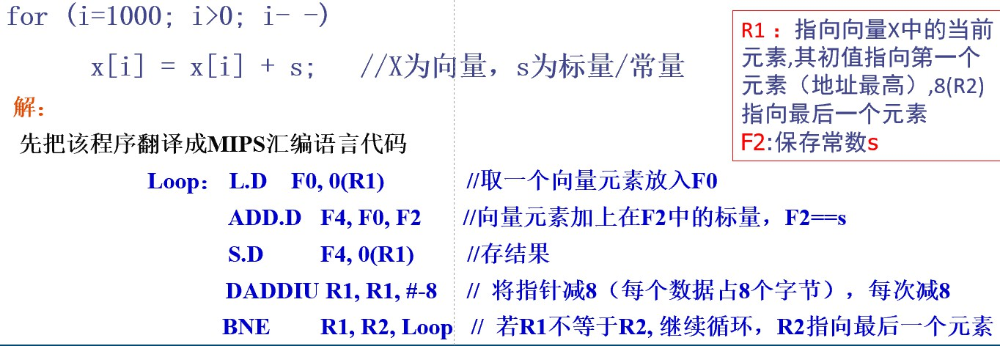 for (i=1000; i>0; i- -)
x[i] = x[i] + s; //X为向量，s为标量/常量
R1 ：指向向量X中的当前
元素,其初值指向第一个
元素（地址最高）,8(R2)
指向最后一个元素
F2:保存常数s
解：
先把该程序翻译成MIPS汇编语言代码
Loop： L.D F0, 0(R1) //取一个向量元素放入F0
ADD.D F4, F0, F2 //向量元素加上在F2中的标量，F2==s
S.D F4, 0(R1) //存结果
DADDIU R1, R1, #-8 // 将指针减8（每个数据占8个字节），每次减8
BNE R1, R2, Loop // 若R1不等于R2, 继续循环，R2指向最后一个元素